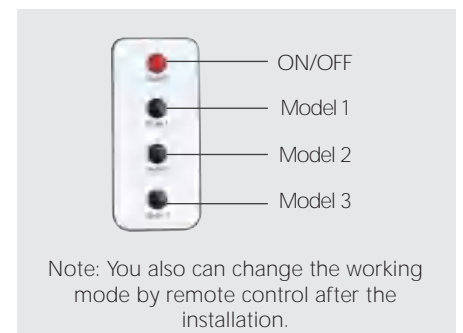 ON/OFF
Model 1
Model 2
Model 3
Note: You also can change the working
mode by remote control after the
installation.